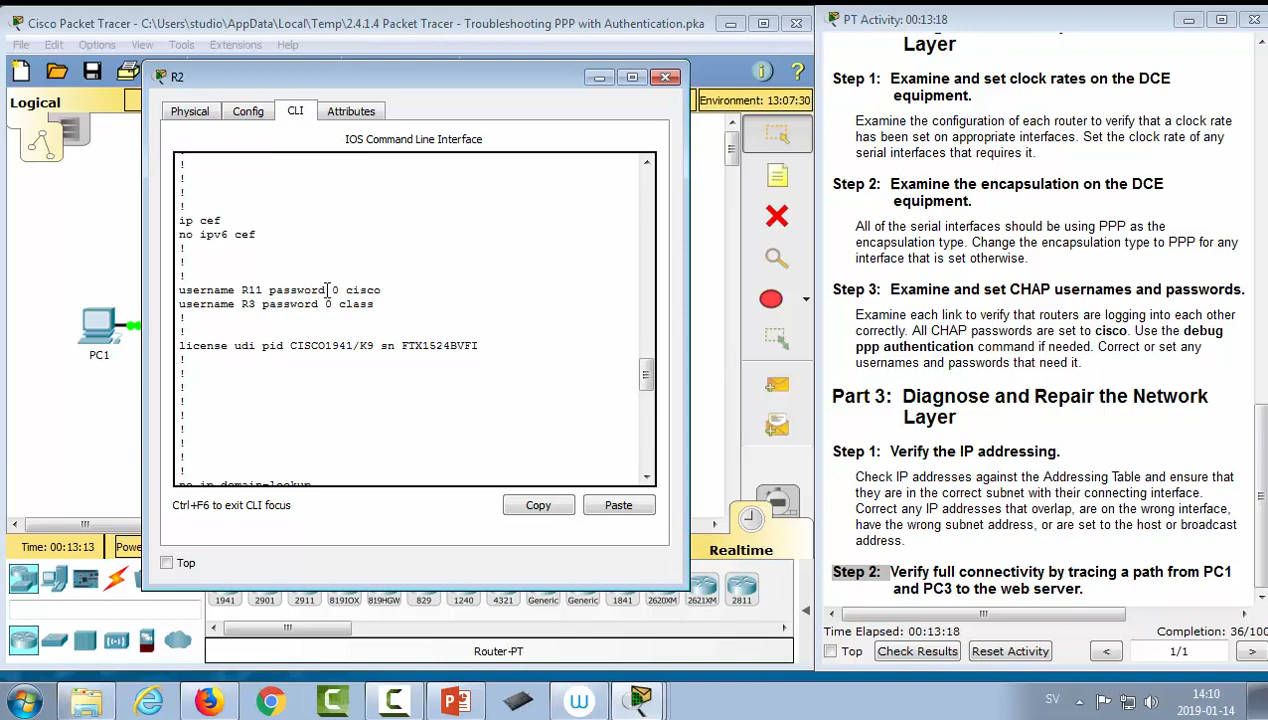 Cisco Packet Tracer - C:\Users\studio\AppData\Local\Temp\2.4.1.4 Packet Tracer - Troubleshooting PPP with Authentication.pka
File Edit Options View Tools Extensions Help
Logical
Environment: 13:07:30
R2
Physical Config CLI Attributes
IOS Command Line Interface
!
!
!
!
ip cef
no ipv6 cef
!
!
!
username R11 password 0 cisco
username R3 password 0 class
!
!
license udi pid CISCO1941/K9 sn FTX1524BVFI
!
!
!
!
!
!
!
!
!
no ip domain-lookup
Ctrl+F6 to exit CLI focus
Copy Paste
Top
PC1
Time: 00:13:13
Realtime
1941 2901 2911 819IOX 819HGW 829 1240 4321 Generic Generic 1841 2620XM 2621XM 2811
Router-PT
PT Activity: 00:13:18
Layer
Step 1: Examine and set clock rates on the DCE
equipment.
Examine the configuration of each router to verify that a clock rate
has been set on appropriate interfaces. Set the clock rate of any
serial interfaces that requires it.
Step 2: Examine the encapsulation on the DCE
equipment.
All of the serial interfaces should be using PPP as the
encapsulation type. Change the encapsulation type to PPP for any
interface that is set otherwise.
Step 3: Examine and set CHAP usernames and passwords.
Examine each link to verify that routers are logging into each other
correctly. All CHAP passwords are set to cisco. Use the debug
ppp authentication command if needed. Correct or set any
usernames and passwords that need it.
Part 3: Diagnose and Repair the Network
Layer
Step 1: Verify the IP addressing.
Check IP addresses against the Addressing Table and ensure that
they are in the correct subnet with their connecting interface.
Correct any IP addresses that overlap, are on the wrong interface,
have the wrong subnet address, or are set to the host or broadcast
address.
Step 2: Verify full connectivity by tracing a path from PC1
and PC3 to the web server.
Time Elapsed: 00:13:18 Completion: 36/100
Top Check Results Reset Activity < 1/1 >
SV
14:10
2019-01-14